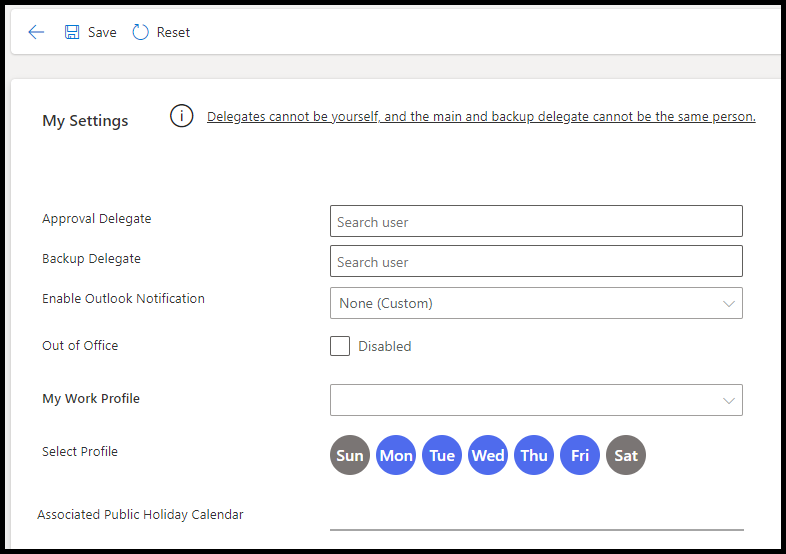 Save Reset
My Settings Delegates cannot be yourself, and the main and backup delegate cannot be the same person.
Approval Delegate Search user
Backup Delegate Search user
Enable Outlook Notification None (Custom)
Out of Office Disabled
My Work Profile
Select Profile Sun Mon Tue Wed Thu Fri Sat
Associated Public Holiday Calendar